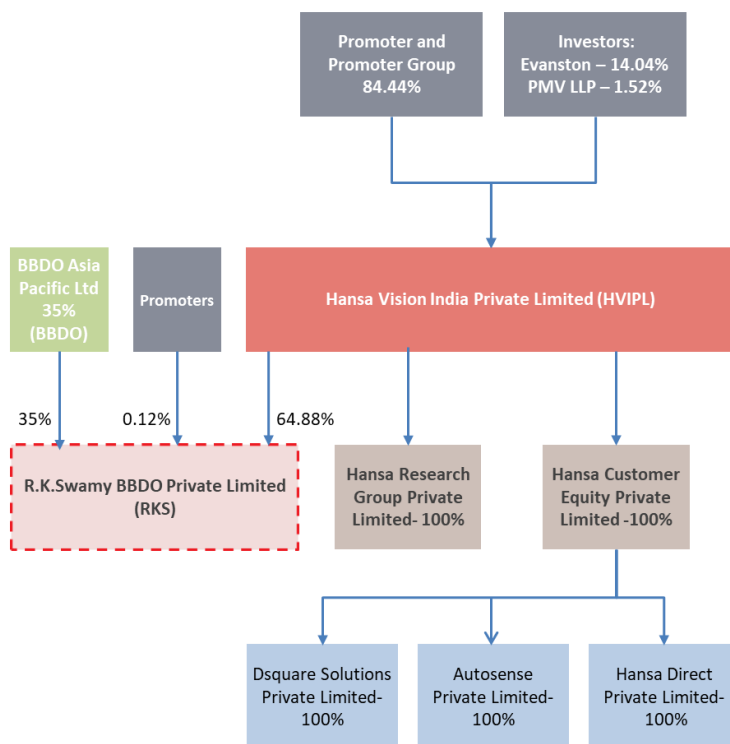 Promoter and
Promoter Group
84.44%
Investors:
Evanston – 14.04%
PMV LLP – 1.52%
BBDO Asia
Pacific Ltd
35%
(BBDO)
Promoters
Hansa Vision India Private Limited (HVIPL)
35%
0.12%
64.88%
R.K.Swamy BBDO Private Limited
(RKS)
Hansa Research
Group Private
Limited- 100%
Hansa Customer
Equity Private
Limited -100%
Dsquare Solutions
Private Limited-
100%
Autosense
Private Limited-
100%
Hansa Direct
Private Limited-
100%